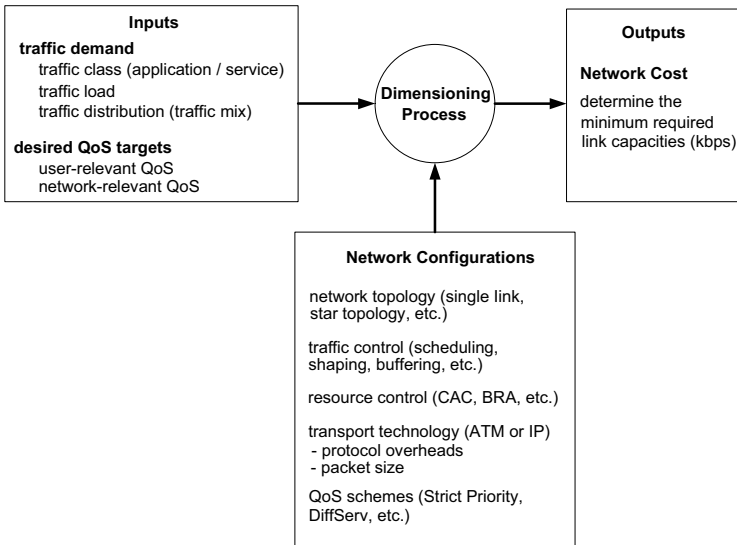 Inputs
traffic demand
traffic class (application / service)
traffic load
traffic distribution (traffic mix)
desired QoS targets
user-relevant QoS
network-relevant QoS
Dimensioning
Process
Outputs
Network Cost
determine the
minimum required
link capacities (kbps)
Network Configurations
network topology (single link,
star topology, etc.)
traffic control (scheduling,
shaping, buffering, etc.)
resource control (CAC, BRA, etc.)
transport technology (ATM or IP)
- protocol overheads
- packet size
QoS schemes (Strict Priority,
DiffServ, etc.)